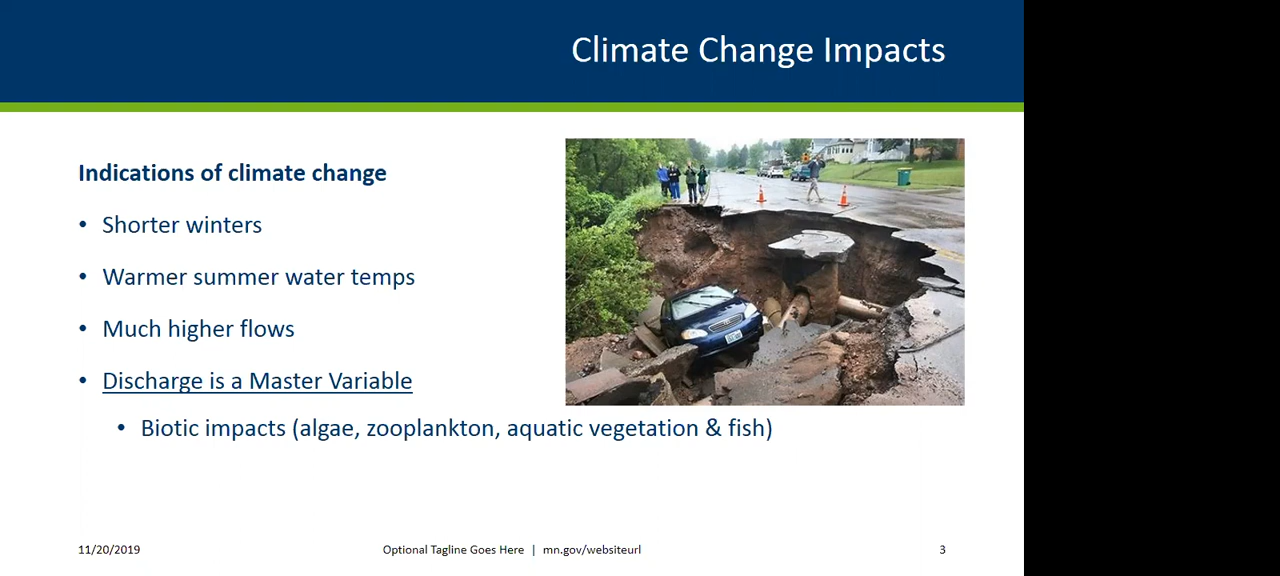 Climate Change Impacts
Indications of climate change
• Shorter winters
• Warmer summer water temps
• Much higher flows
• Discharge is a Master Variable
• Biotic impacts (algae, zooplankton, aquatic vegetation & fish)
11/20/2019
Optional Tagline Goes Here | mn.gov/websiteurl
3